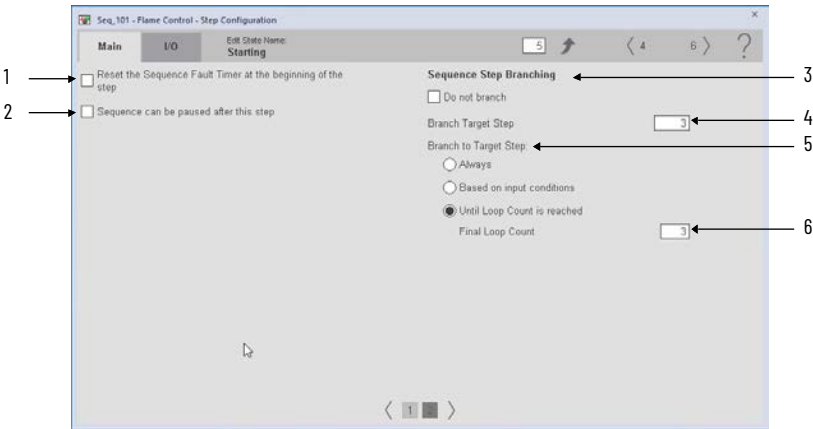 Seq_101 - Flame Control - Step Configuration
×
Main
I/O
Edit State Name:
Starting
5
4
6
?
1
Reset the Sequence Fault Timer at the beginning of the
step
2
Sequence can be paused after this step
Sequence Step Branching
3
Do not branch
Branch Target Step
3
4
Branch to Target Step:
5
Always
Based on input conditions
Until Loop Count is reached
Final Loop Count
3
6
1
2